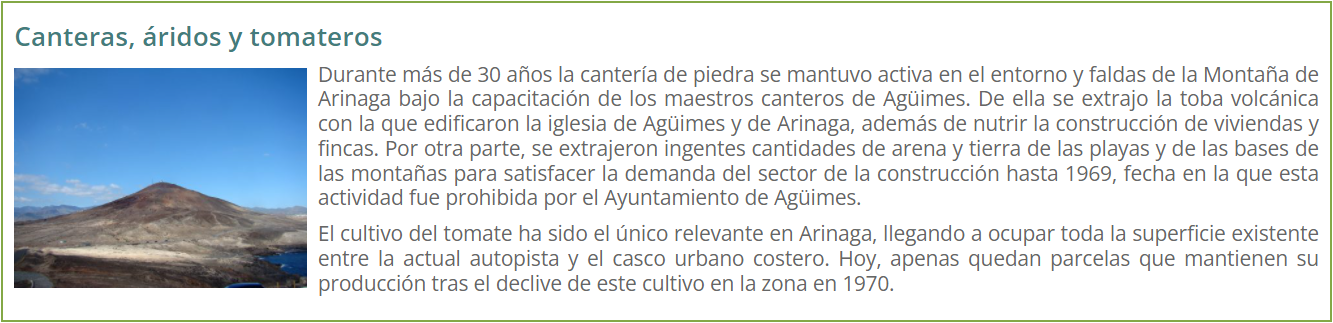 Canteras, áridos y tomateros
Durante más de 30 años la cantería de piedra se mantuvo activa en el entorno y faldas de la Montaña de
Arinaga bajo la capacitación de los maestros canteros de Agüimes. De ella se extrajo la toba volcánica
con la que edificaron la iglesia de Agüimes y de Arinaga, además de nutrir la construcción de viviendas y
fincas. Por otra parte, se extrajeron ingentes cantidades de arena y tierra de las playas y de las bases de
las montañas para satisfacer la demanda del sector de la construcción hasta 1969, fecha en la que esta
actividad fue prohibida por el Ayuntamiento de Agüimes.
El cultivo del tomate ha sido el único relevante en Arinaga, llegando a ocupar toda la superficie existente
entre la actual autopista y el casco urbano costero. Hoy, apenas quedan parcelas que mantienen su
producción tras el declive de este cultivo en la zona en 1970.